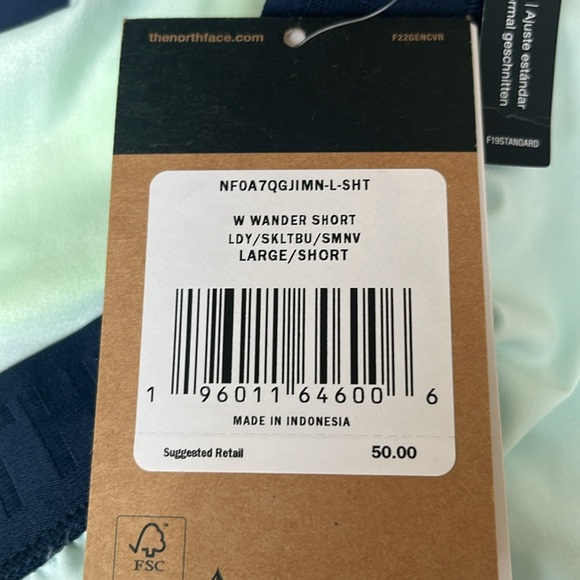 thenorthface.com
F22GENCVR
| Ajuste estándar
ormal geschnitten
F19STANDARD
NF0A7QGJIMN-L-SHT
W WANDER SHORT
LDY/SKLTBU/SMNV
LARGE/SHORT
1 96011 64600 6
MADE IN INDONESIA
Suggested Retail 50.00
FSC